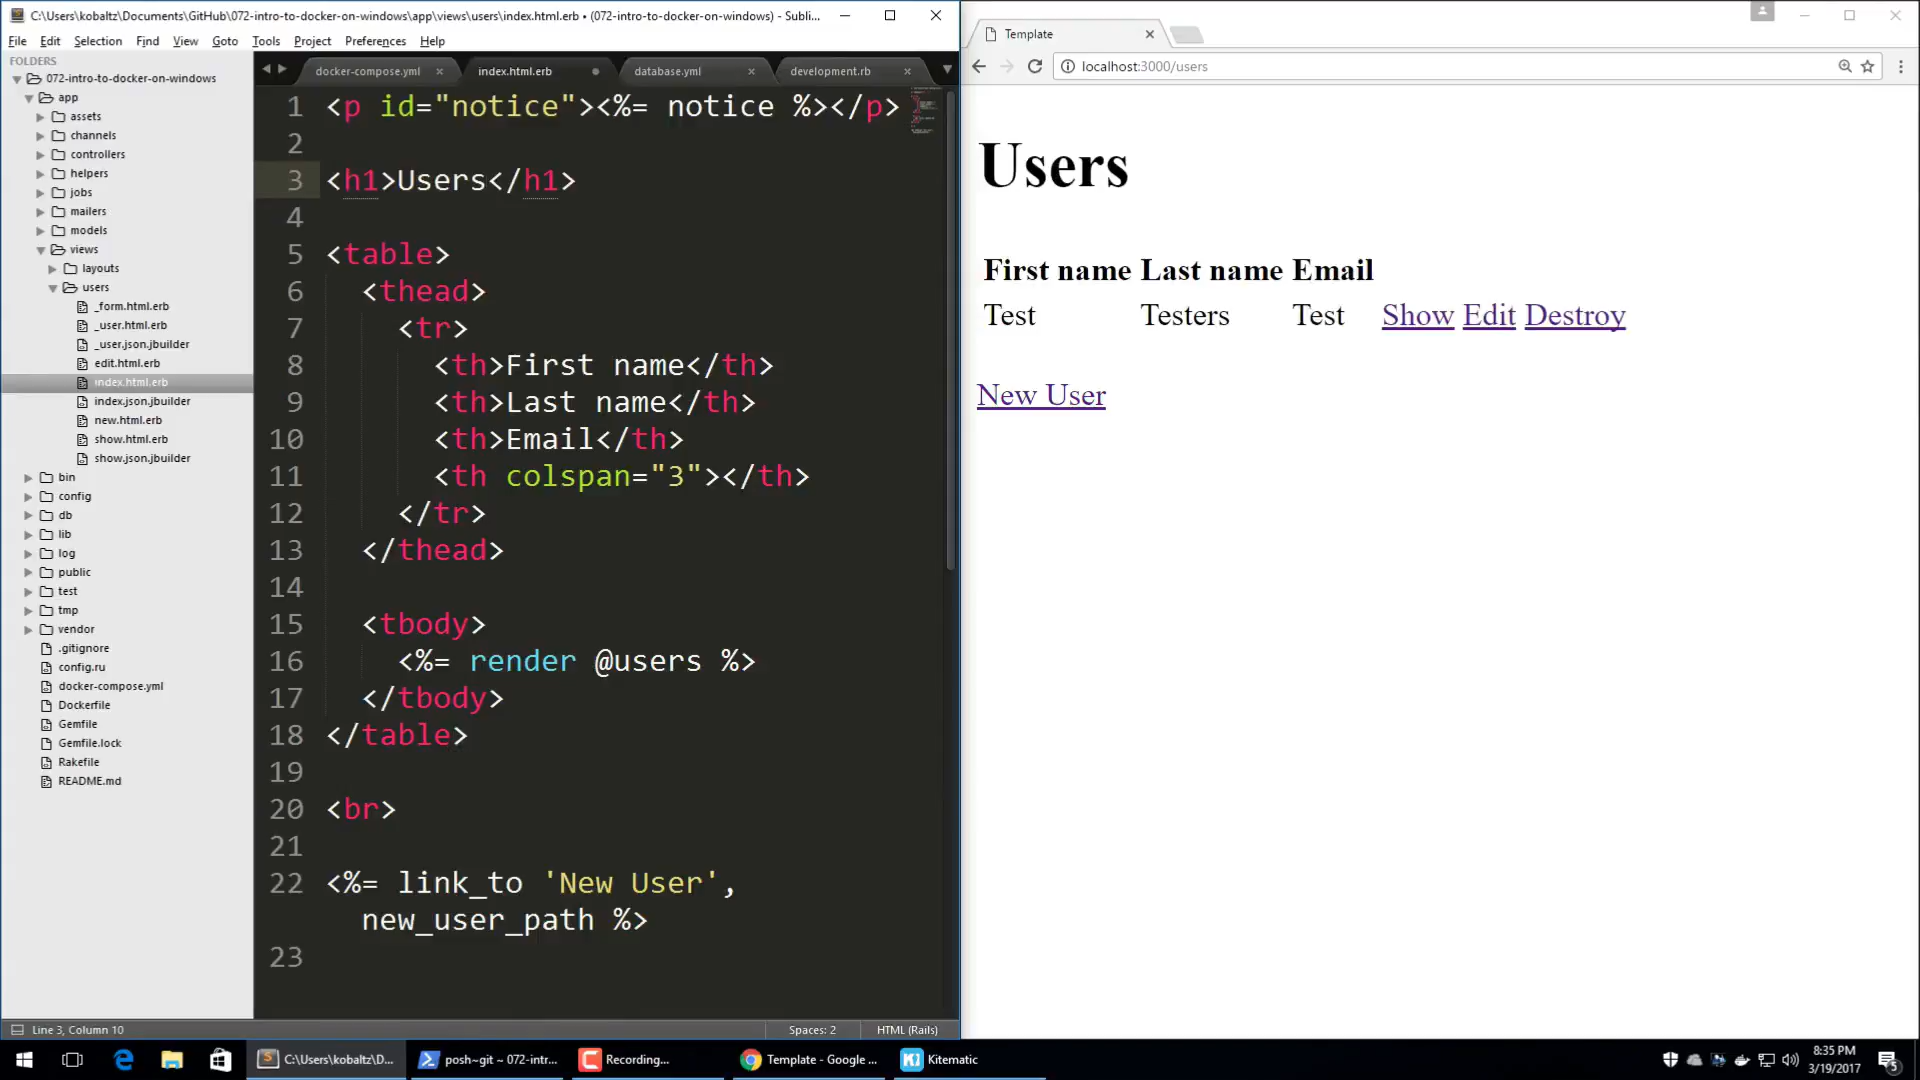 C:\Users\kobaltz\Documents\GitHub\072-intro-to-docker-on-windows\app\views\users\index.html.erb • (072-intro-to-docker-on-windows) - Subli...
File Edit Selection Find View Goto Tools Project Preferences Help
FOLDERS
072-intro-to-docker-on-windows
app
assets
channels
controllers
helpers
jobs
mailers
models
views
layouts
users
_form.html.erb
_user.html.erb
_user.json.jbuilder
edit.html.erb
index.html.erb
index.json.jbuilder
new.html.erb
show.html.erb
show.json.jbuilder
bin
config
db
lib
log
public
test
tmp
vendor
.gitignore
config.ru
docker-compose.yml
Dockerfile
Gemfile
Gemfile.lock
Rakefile
README.md
docker-compose.yml index.html.erb database.yml development.rb
1 <p id="notice"><%= notice %></p>
2
3 <h1>Users</h1>
4
5 <table>
6 <thead>
7 <tr>
8 <th>First name</th>
9 <th>Last name</th>
10 <th>Email</th>
11 <th colspan="3"></th>
12 </tr>
13 </thead>
14
15 <tbody>
16 <%= render @users %>
17 </tbody>
18 </table>
19
20 <br>
21
22 <%= link_to 'New User',
new_user_path %>
23
Line 3, Column 10 Spaces: 2 HTML (Rails)
Template
localhost:3000/users
Users
First name Last name Email
Test Testers Test Show Edit Destroy
New User
C:\Users\kobaltz\D... posh~git ~ 072-intr... Recording... Template - Google ... Kitematic
8:35 PM
3/19/2017
5